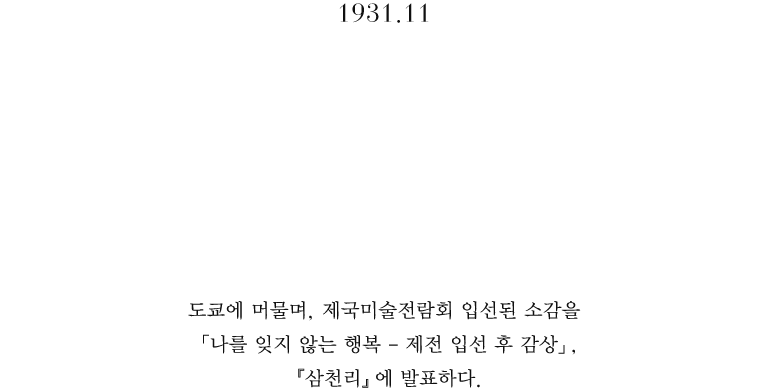 1931.11
도쿄에 머물며, 제국미술전람회 입선된 소감을
「나를 잊지 않는 행복 – 제전 입선 후 감상」,
『삼천리』에 발표하다.